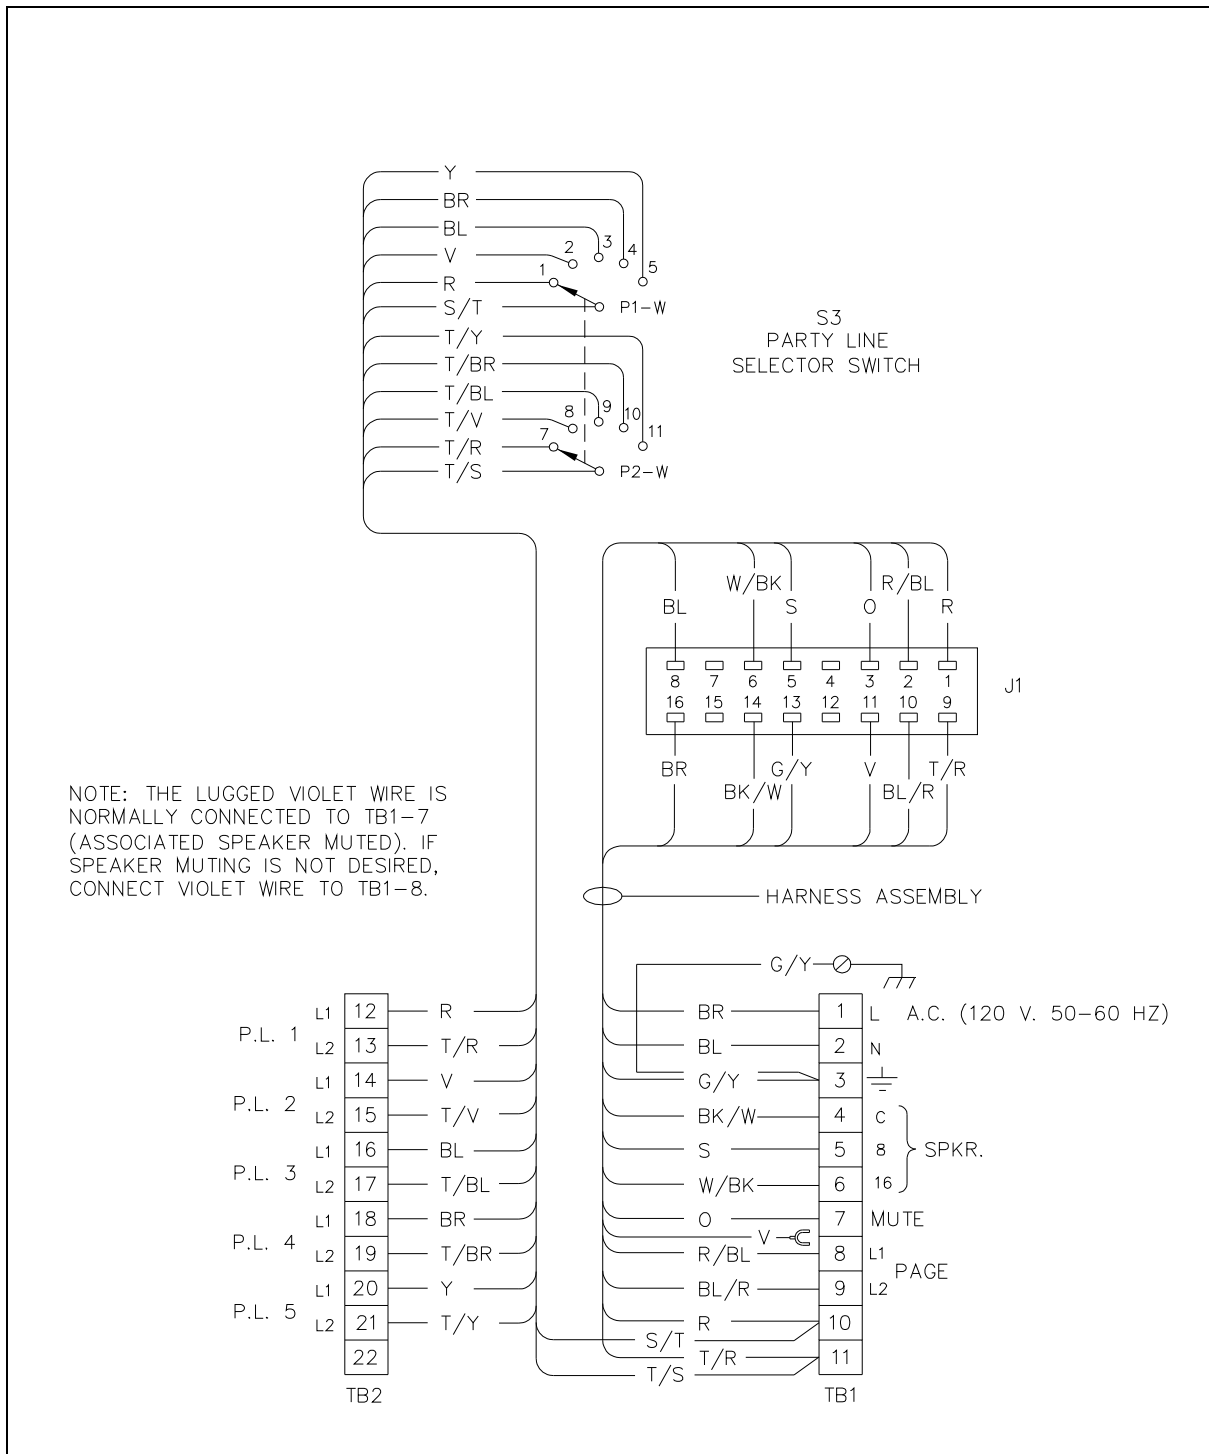 Y
BR
BL
V
R
S/T
1
2
3
4
5
P1-W
T/Y
T/BR
T/BL
T/V
T/R
T/S
7
8
9
10
11
P2-W
S3
PARTY LINE
SELECTOR SWITCH
W/BK
R/BL
BL
S
O
R
8 7 6 5 4 3 2 1
16 15 14 13 12 11 10 9
J1
BR
G/Y
V
T/R
BK/W
BL/R
NOTE: THE LUGGED VIOLET WIRE IS
NORMALLY CONNECTED TO TB1-7
(ASSOCIATED SPEAKER MUTED). IF
SPEAKER MUTING IS NOT DESIRED,
CONNECT VIOLET WIRE TO TB1-8.
HARNESS ASSEMBLY
G/Y
P.L. 1
L1 12 R
L2 13 T/R
P.L. 2
L1 14 V
L2 15 T/V
P.L. 3
L1 16 BL
L2 17 T/BL
P.L. 4
L1 18 BR
L2 19 T/BR
P.L. 5
L1 20 Y
L2 21 T/Y
22
TB2
BR 1 L A.C. (120 V. 50-60 HZ)
BL 2 N
G/Y 3
BK/W 4 C
S 5 8 SPKR.
W/BK 6 16
O 7 MUTE
V
R/BL 8 L1
PAGE
BL/R 9 L2
R 10
S/T
T/R 11
T/S
TB1